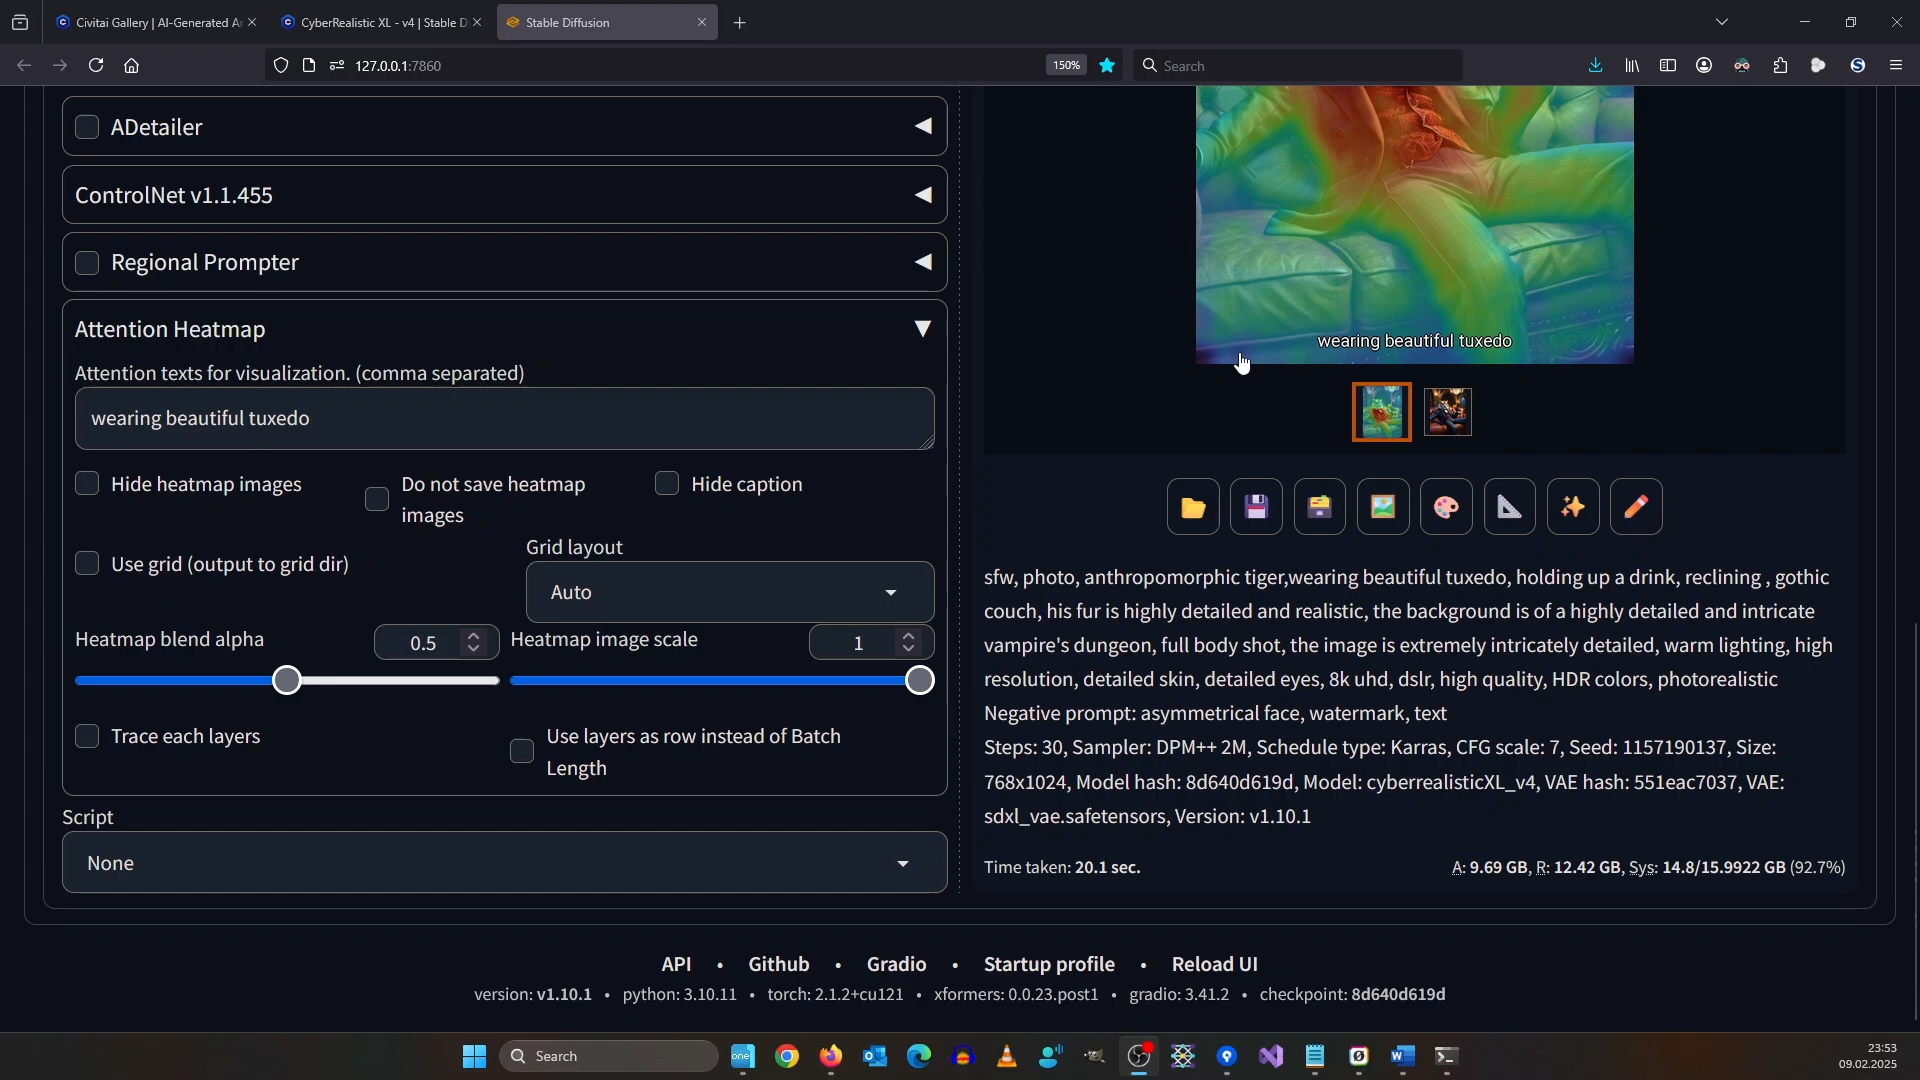 Civitai Gallery | AI-Generated Ar
CyberRealistic XL - v4 | Stable D
Stable Diffusion
127.0.0.1:7860
150%
Search
ADetailer
ControlNet v1.1.455
Regional Prompter
Attention Heatmap
Attention texts for visualization. (comma separated)
wearing beautiful tuxedo
Hide heatmap images
Do not save heatmap
images
Hide caption
Use grid (output to grid dir)
Grid layout
Auto
Heatmap blend alpha
0.5
Heatmap image scale
1
Trace each layers
Use layers as row instead of Batch
Length
Script
None
wearing beautiful tuxedo
sfw, photo, anthropomorphic tiger,wearing beautiful tuxedo, holding up a drink, reclining , gothic
couch, his fur is highly detailed and realistic, the background is of a highly detailed and intricate
vampire's dungeon, full body shot, the image is extremely intricately detailed, warm lighting, high
resolution, detailed skin, detailed eyes, 8k uhd, dslr, high quality, HDR colors, photorealistic
Negative prompt: asymmetrical face, watermark, text
Steps: 30, Sampler: DPM++ 2M, Schedule type: Karras, CFG scale: 7, Seed: 1157190137, Size:
768x1024, Model hash: 8d640d619d, Model: cyberrealisticXL_v4, VAE hash: 551eac7037, VAE:
sdxl_vae.safetensors, Version: v1.10.1
Time taken: 20.1 sec.
A: 9.69 GB, R: 12.42 GB, Sys: 14.8/15.9922 GB (92.7%)
API • Github • Gradio • Startup profile • Reload UI
version: v1.10.1 • python: 3.10.11 • torch: 2.1.2+cu121 • xformers: 0.0.23.post1 • gradio: 3.41.2 • checkpoint: 8d640d619d
Search
one
23:53
09.02.2025